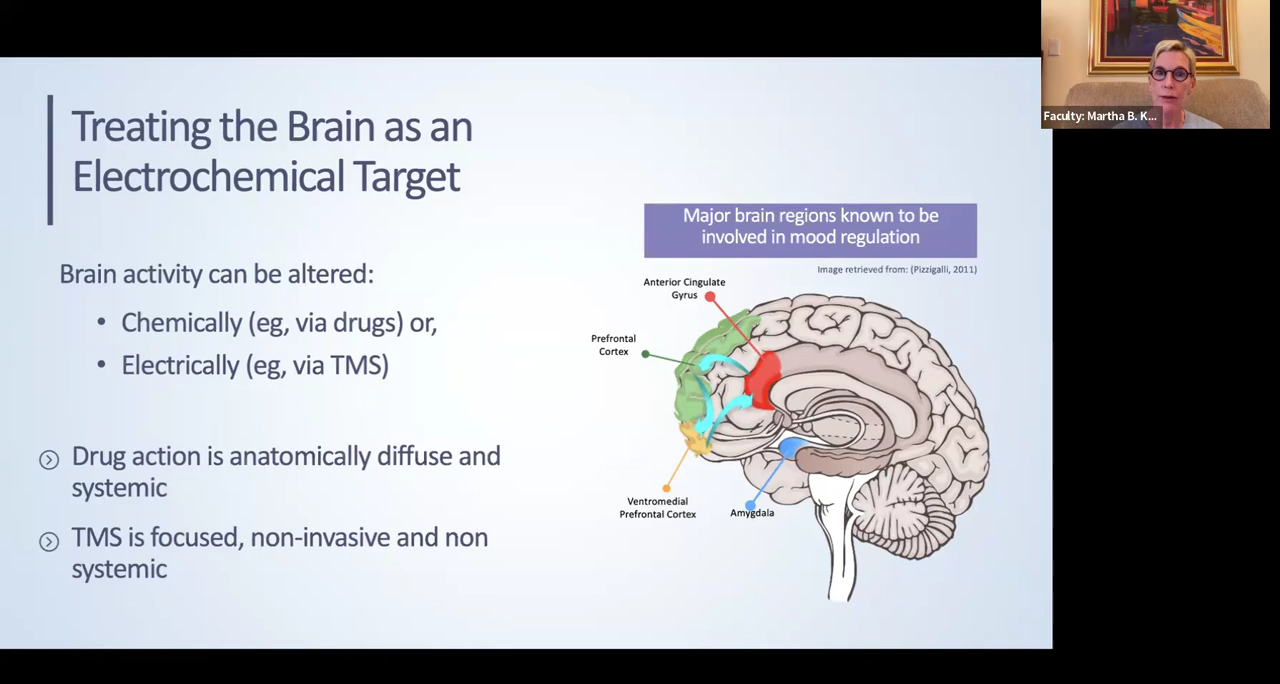 Treating the Brain as an
Electrochemical Target
Brain activity can be altered:
• Chemically (eg, via drugs) or,
• Electrically (eg, via TMS)
Drug action is anatomically diffuse and
systemic
TMS is focused, non-invasive and non
systemic
Major brain regions known to be
involved in mood regulation
Image retrieved from: (Pizzigalli, 2011)
Anterior Cingulate
Gyrus
Prefrontal
Cortex
Ventromedial
Prefrontal Cortex
Amygdala
Faculty: Martha B. K...